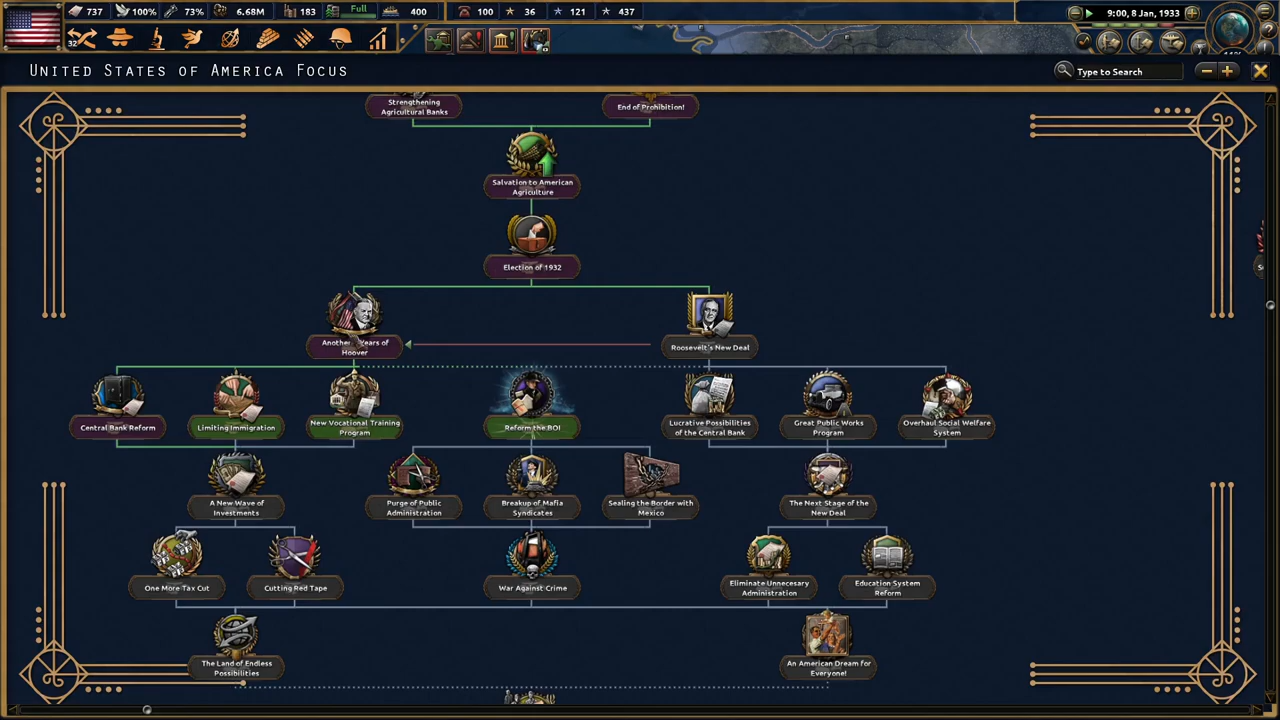 737 100% 73% 6.68M 183 Full 400 100 36 121 437 9:00, 8 Jan, 1933
32
United States of America Focus
Type to Search
Strengthening
Agricultural Banks
End of Prohibition!
Salvation to American
Agriculture
Election of 1932
Another Years of
Hoover
Roosevelt's New Deal
Central Bank Reform
Limiting Immigration
New Vocational Training
Program
Reform the BOI
Lucrative Possibilities
of the Central Bank
Great Public Works
Program
Overhaul Social Welfare
System
A New Wave of
Investments
Purge of Public
Administration
Breakup of Mafia
Syndicates
Sealing the Border with
Mexico
The Next Stage of the
New Deal
One More Tax Cut
Cutting Red Tape
War Against Crime
Eliminate Unnecesary
Administration
Education System
Reform
The Land of Endless
Possibilities
An American Dream for
Everyone!